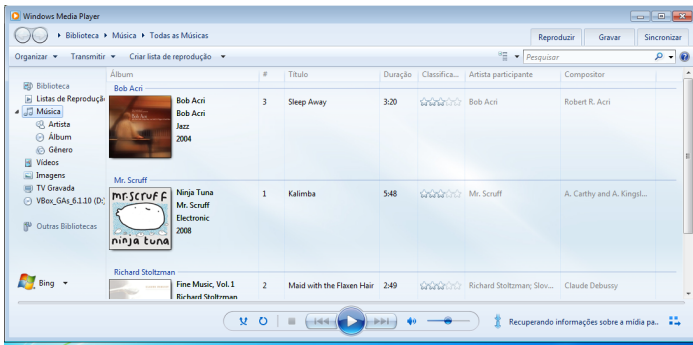 Windows Media Player
Biblioteca ▸ Música ▸ Todas as Músicas
Reproduzir Gravar Sincronizar
Organizar Transmitir Criar lista de reprodução
Pesquisar
Álbum # Título Duração Classifica... Artista participante Compositor
Biblioteca
Listas de Reproduçã
Música
Artista
Álbum
Gênero
Vídeos
Imagens
TV Gravada
VBox_GAs_6.1.10 (D:)
Outras Bibliotecas
Bing
Bob Acri
Bob Acri 3 Sleep Away 3:20 Bob Acri Robert R. Acri
Bob Acri
Jazz
2004
Mr. Scruff
mr.scruff
ninja tuna
Ninja Tuna 1 Kalimba 5:48 Mr. Scruff A. Carthy and A. Kingsl...
Mr. Scruff
Electronic
2008
Richard Stoltzman
Fine Music, Vol. 1 2 Maid with the Flaxen Hair 2:49 Richard Stoltzman; Slov... Claude Debussy
Richard Stoltzman
Recuperando informações sobre a mídia pa..